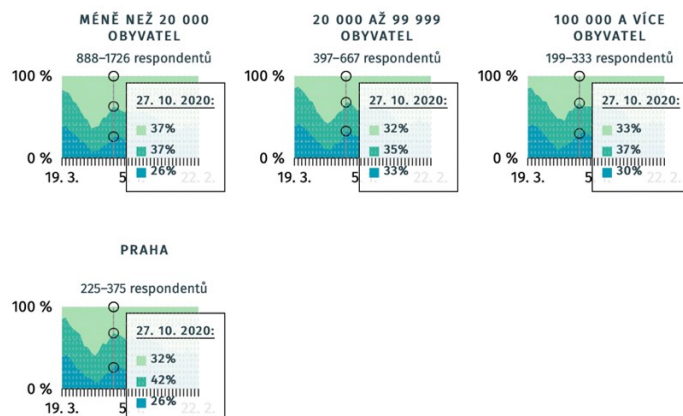 MÉNĚ NEŽ 20 000
OBYVATEL
888–1726 respondentů
100 %
27. 10. 2020:
37%
37%
26%
0 %
19. 3.
5
22. 2.
20 000 AŽ 99 999
OBYVATEL
397–667 respondentů
27. 10. 2020:
32%
35%
33%
100 %
0 %
19. 3.
5
22. 2.
100 000 A VÍCE
OBYVATEL
199–333 respondentů
100 %
27. 10. 2020:
33%
37%
30%
0 %
19. 3.
5
22. 2.
PRAHA
225–375 respondentů
100 %
27. 10. 2020:
32%
42%
26%
0 %
19. 3.
5
22. 2.